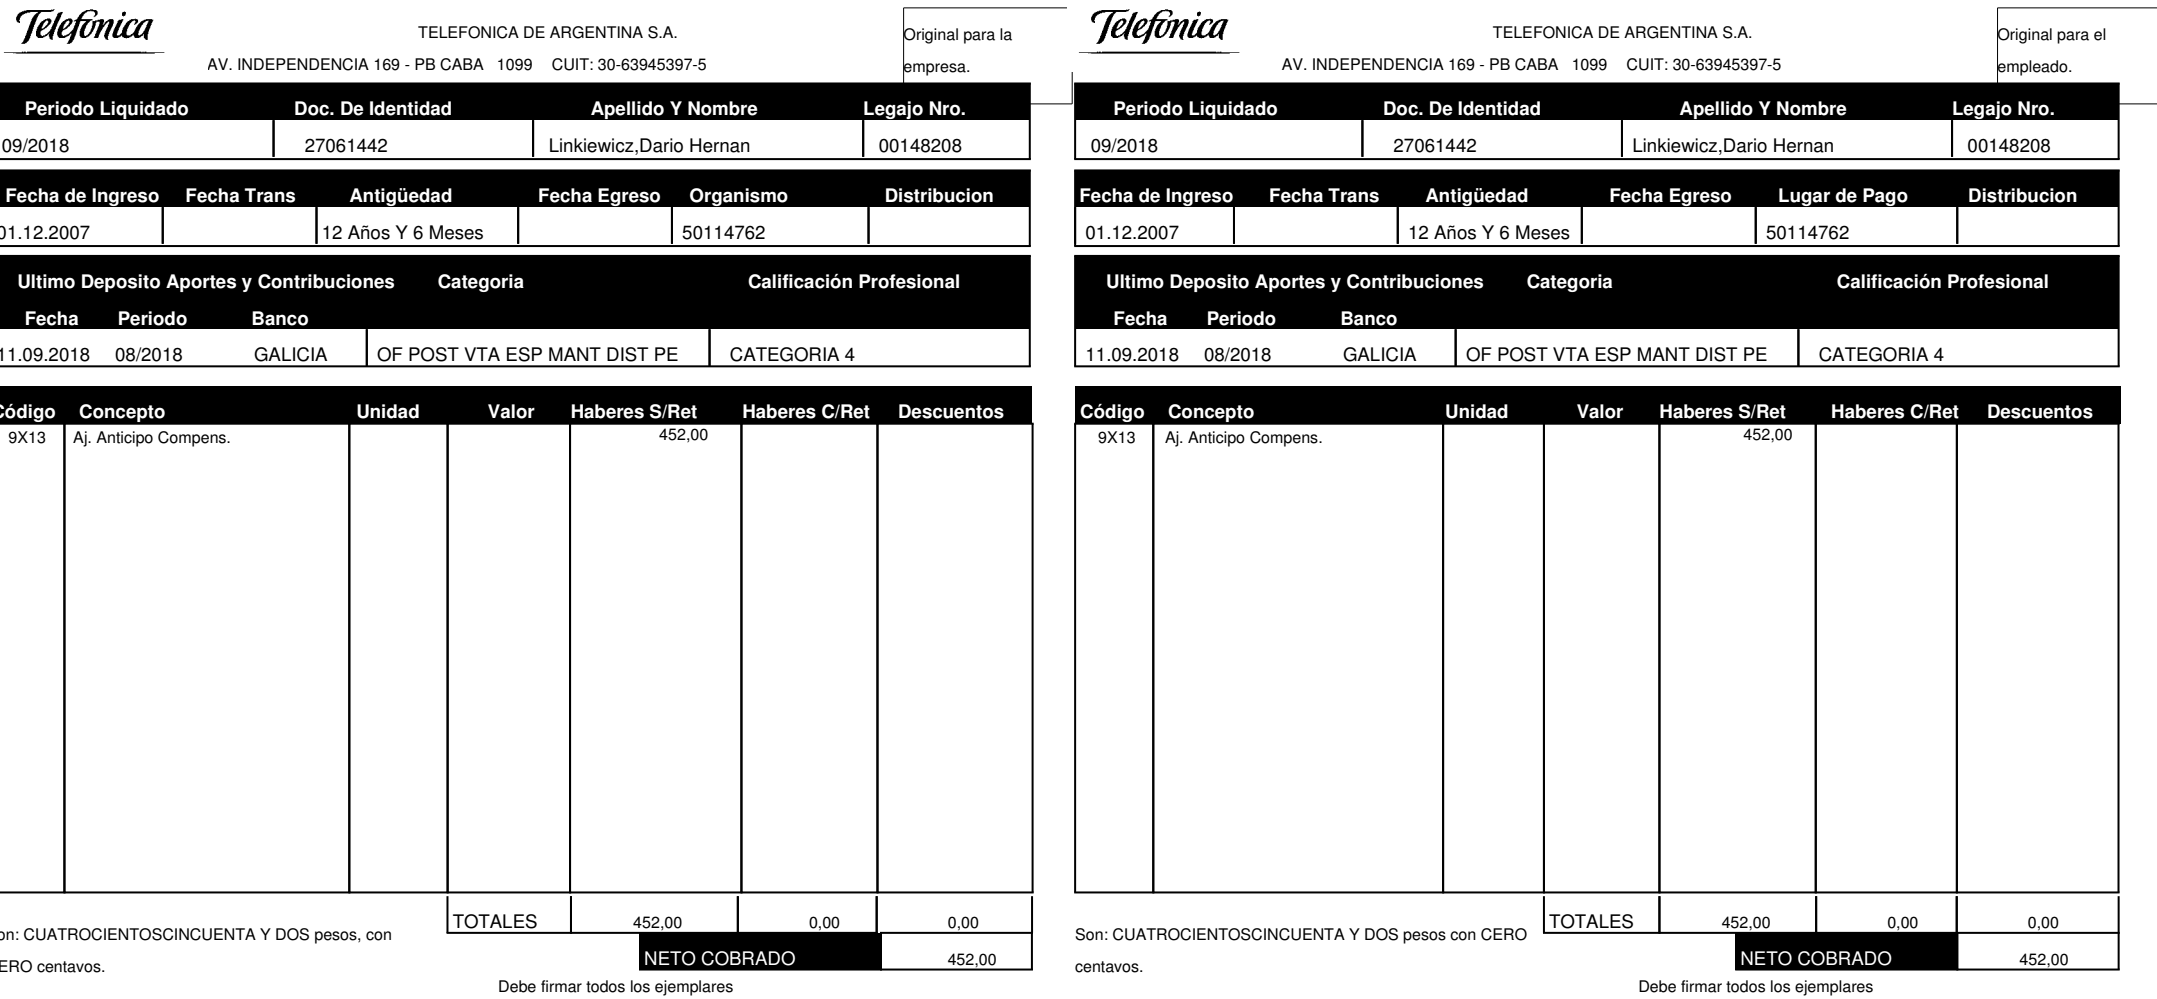 Telefónica
TELEFONICA DE ARGENTINA S.A.
AV. INDEPENDENCIA 169 - PB CABA 1099 CUIT: 30-63945397-5
Original para la
empresa.
Periodo Liquidado Doc. De Identidad Apellido Y Nombre Legajo Nro.
09/2018 27061442 Linkiewicz,Dario Hernan 00148208
Fecha de Ingreso Fecha Trans Antigüedad Fecha Egreso Organismo Distribucion
01.12.2007 12 Años Y 6 Meses 50114762
Ultimo Deposito Aportes y Contribuciones Categoria Calificación Profesional
Fecha Periodo Banco
11.09.2018 08/2018 GALICIA OF POST VTA ESP MANT DIST PE CATEGORIA 4
Código Concepto Unidad Valor Haberes S/Ret Haberes C/Ret Descuentos
9X13 Aj. Anticipo Compens. 452,00
TOTALES 452,00 0,00 0,00
on: CUATROCIENTOSCINCUENTA Y DOS pesos, con
ERO centavos.
NETO COBRADO 452,00
Debe firmar todos los ejemplares
Telefónica
TELEFONICA DE ARGENTINA S.A.
AV. INDEPENDENCIA 169 - PB CABA 1099 CUIT: 30-63945397-5
Original para el
empleado.
Periodo Liquidado Doc. De Identidad Apellido Y Nombre Legajo Nro.
09/2018 27061442 Linkiewicz,Dario Hernan 00148208
Fecha de Ingreso Fecha Trans Antigüedad Fecha Egreso Lugar de Pago Distribucion
01.12.2007 12 Años Y 6 Meses 50114762
Ultimo Deposito Aportes y Contribuciones Categoria Calificación Profesional
Fecha Periodo Banco
11.09.2018 08/2018 GALICIA OF POST VTA ESP MANT DIST PE CATEGORIA 4
Código Concepto Unidad Valor Haberes S/Ret Haberes C/Ret Descuentos
9X13 Aj. Anticipo Compens. 452,00
TOTALES 452,00 0,00 0,00
Son: CUATROCIENTOSCINCUENTA Y DOS pesos con CERO
centavos.
NETO COBRADO 452,00
Debe firmar todos los ejemplares